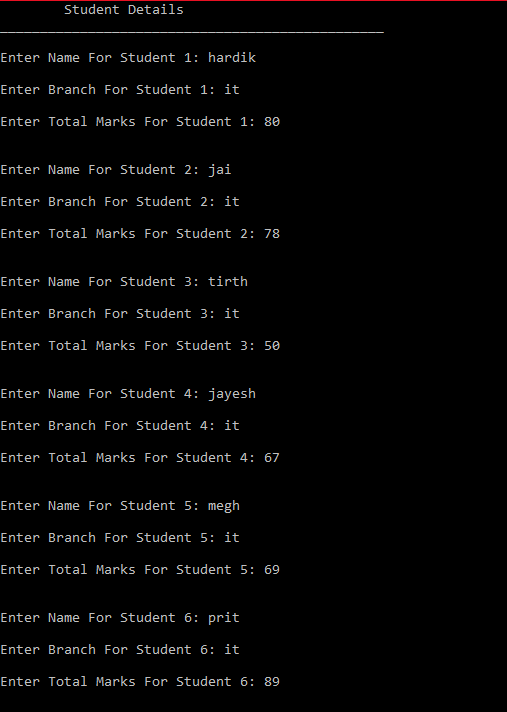 Student Details
________________________________________________
Enter Name For Student 1: hardik
Enter Branch For Student 1: it
Enter Total Marks For Student 1: 80
Enter Name For Student 2: jai
Enter Branch For Student 2: it
Enter Total Marks For Student 2: 78
Enter Name For Student 3: tirth
Enter Branch For Student 3: it
Enter Total Marks For Student 3: 50
Enter Name For Student 4: jayesh
Enter Branch For Student 4: it
Enter Total Marks For Student 4: 67
Enter Name For Student 5: megh
Enter Branch For Student 5: it
Enter Total Marks For Student 5: 69
Enter Name For Student 6: prit
Enter Branch For Student 6: it
Enter Total Marks For Student 6: 89